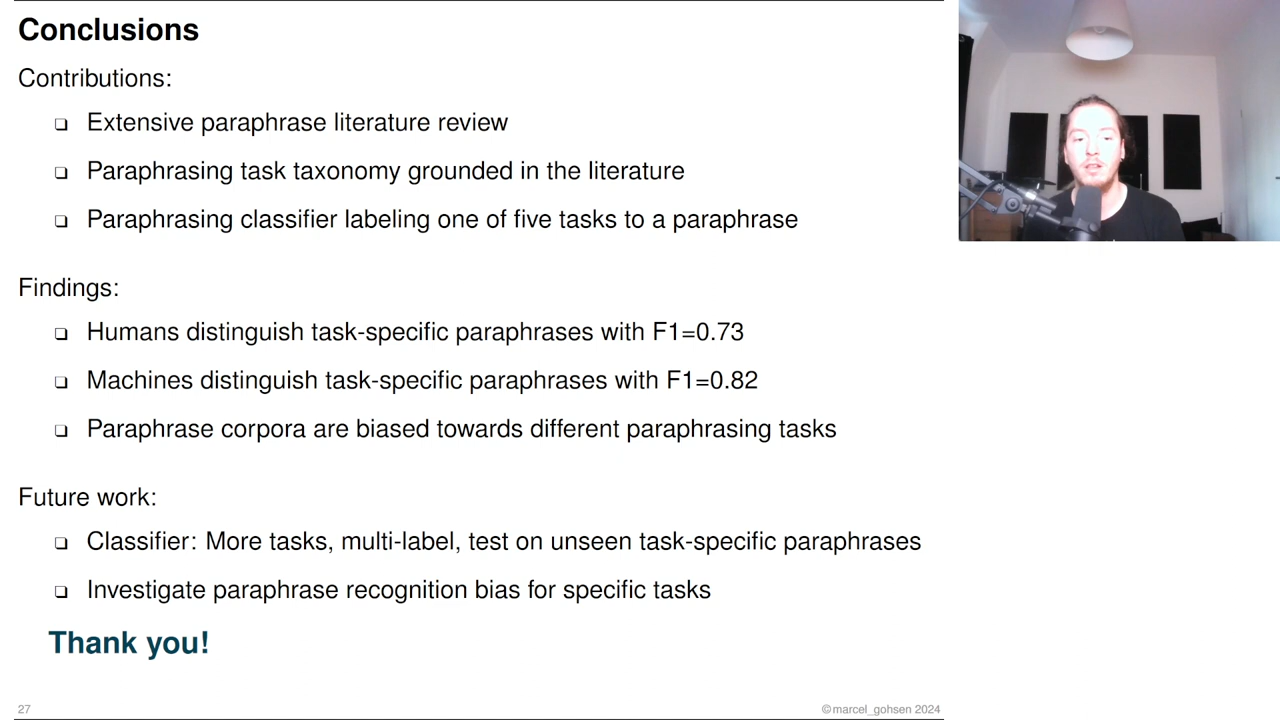 Conclusions
Contributions:
❏ Extensive paraphrase literature review
❏ Paraphrasing task taxonomy grounded in the literature
❏ Paraphrasing classifier labeling one of five tasks to a paraphrase
Findings:
❏ Humans distinguish task-specific paraphrases with F1=0.73
❏ Machines distinguish task-specific paraphrases with F1=0.82
❏ Paraphrase corpora are biased towards different paraphrasing tasks
Future work:
❏ Classifier: More tasks, multi-label, test on unseen task-specific paraphrases
❏ Investigate paraphrase recognition bias for specific tasks
Thank you!
27
©marcel_gohsen 2024